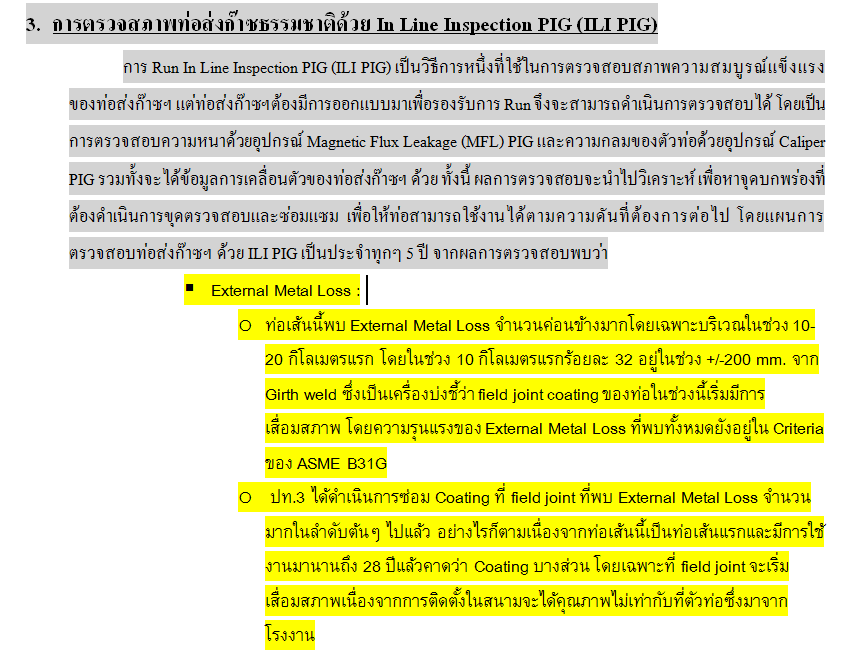 3. การตรวจสภาพท่อส่งก๊าซธรรมชาติด้วย In Line Inspection PIG (ILI PIG)
การ Run In Line Inspection PIG (ILI PIG) เป็นวิธีการหนึ่งที่ใช้ในการตรวจสอบสภาพความสมบูรณ์แข็งแรง
ของท่อส่งก๊าซฯ แต่ท่อส่งก๊าซฯต้องมีการออกแบบมาเพื่อรองรับการ Run จึงจะสามารถดำเนินการตรวจสอบได้ โดยเป็น
การตรวจสอบความหนาด้วยอุปกรณ์ Magnetic Flux Leakage (MFL) PIG และความกลมของตัวท่อด้วยอุปกรณ์ Caliper
PIG รวมทั้งจะได้ข้อมูลการเคลื่อนตัวของท่อส่งก๊าซฯ ด้วย ทั้งนี้ ผลการตรวจสอบจะนำไปวิเคราะห์ เพื่อหาจุดบกพร่องที่
ต้องดำเนินการขุดตรวจสอบและซ่อมแซม เพื่อให้ท่อสามารถใช้งานได้ตามความดันที่ต้องการต่อไป โดยแผนการ
ตรวจสอบท่อส่งก๊าซฯ ด้วย ILI PIG เป็นประจำทุกๆ 5 ปี จากผลการตรวจสอบพบว่า
▪ External Metal Loss :
o ท่อเส้นนี้พบ External Metal Loss จำนวนค่อนข้างมากโดยเฉพาะบริเวณในช่วง 10-
20 กิโลเมตรแรก โดยในช่วง 10 กิโลเมตรแรกร้อยละ 32 อยู่ในช่วง +/-200 mm. จาก
Girth weld ซึ่งเป็นเครื่องบ่งชี้ว่า field joint coating ของท่อในช่วงนี้เริ่มมีการ
เสื่อมสภาพ โดยความรุนแรงของ External Metal Loss ที่พบทั้งหมดยังอยู่ใน Criteria
ของ ASME B31G
o ปท.3 ได้ดำเนินการซ่อม Coating ที่ field joint ที่พบ External Metal Loss จำนวน
มากในลำดับต้นๆ ไปแล้ว อย่างไรก็ตามเนื่องจากท่อเส้นนี้เป็นท่อเส้นแรกและมีการใช้
งานมานานถึง 28 ปีแล้วคาดว่า Coating บางส่วน โดยเฉพาะที่ field joint จะเริ่ม
เสื่อมสภาพเนื่องจากการติดตั้งในสนามจะได้คุณภาพไม่เท่ากับที่ตัวท่อซึ่งมาจาก
โรงงาน